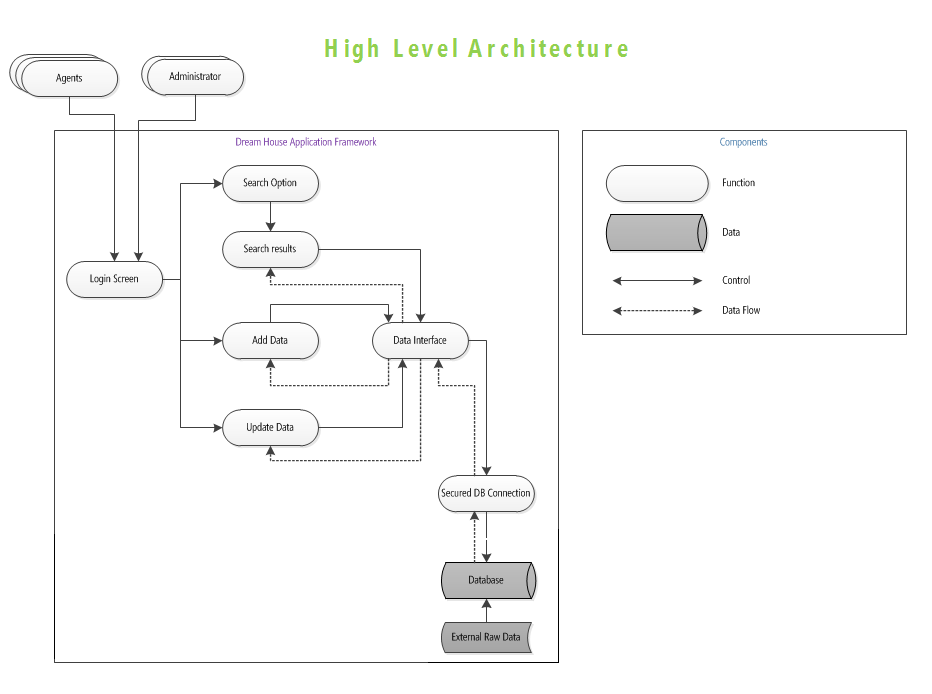 High Level Architecture
Agents
Administrator
Dream House Application Framework
Components
Search Option
Function
Search results
Data
Login Screen
Control
Data Flow
Add Data
Data Interface
Update Data
Secured DB Connection
Database
External Raw Data